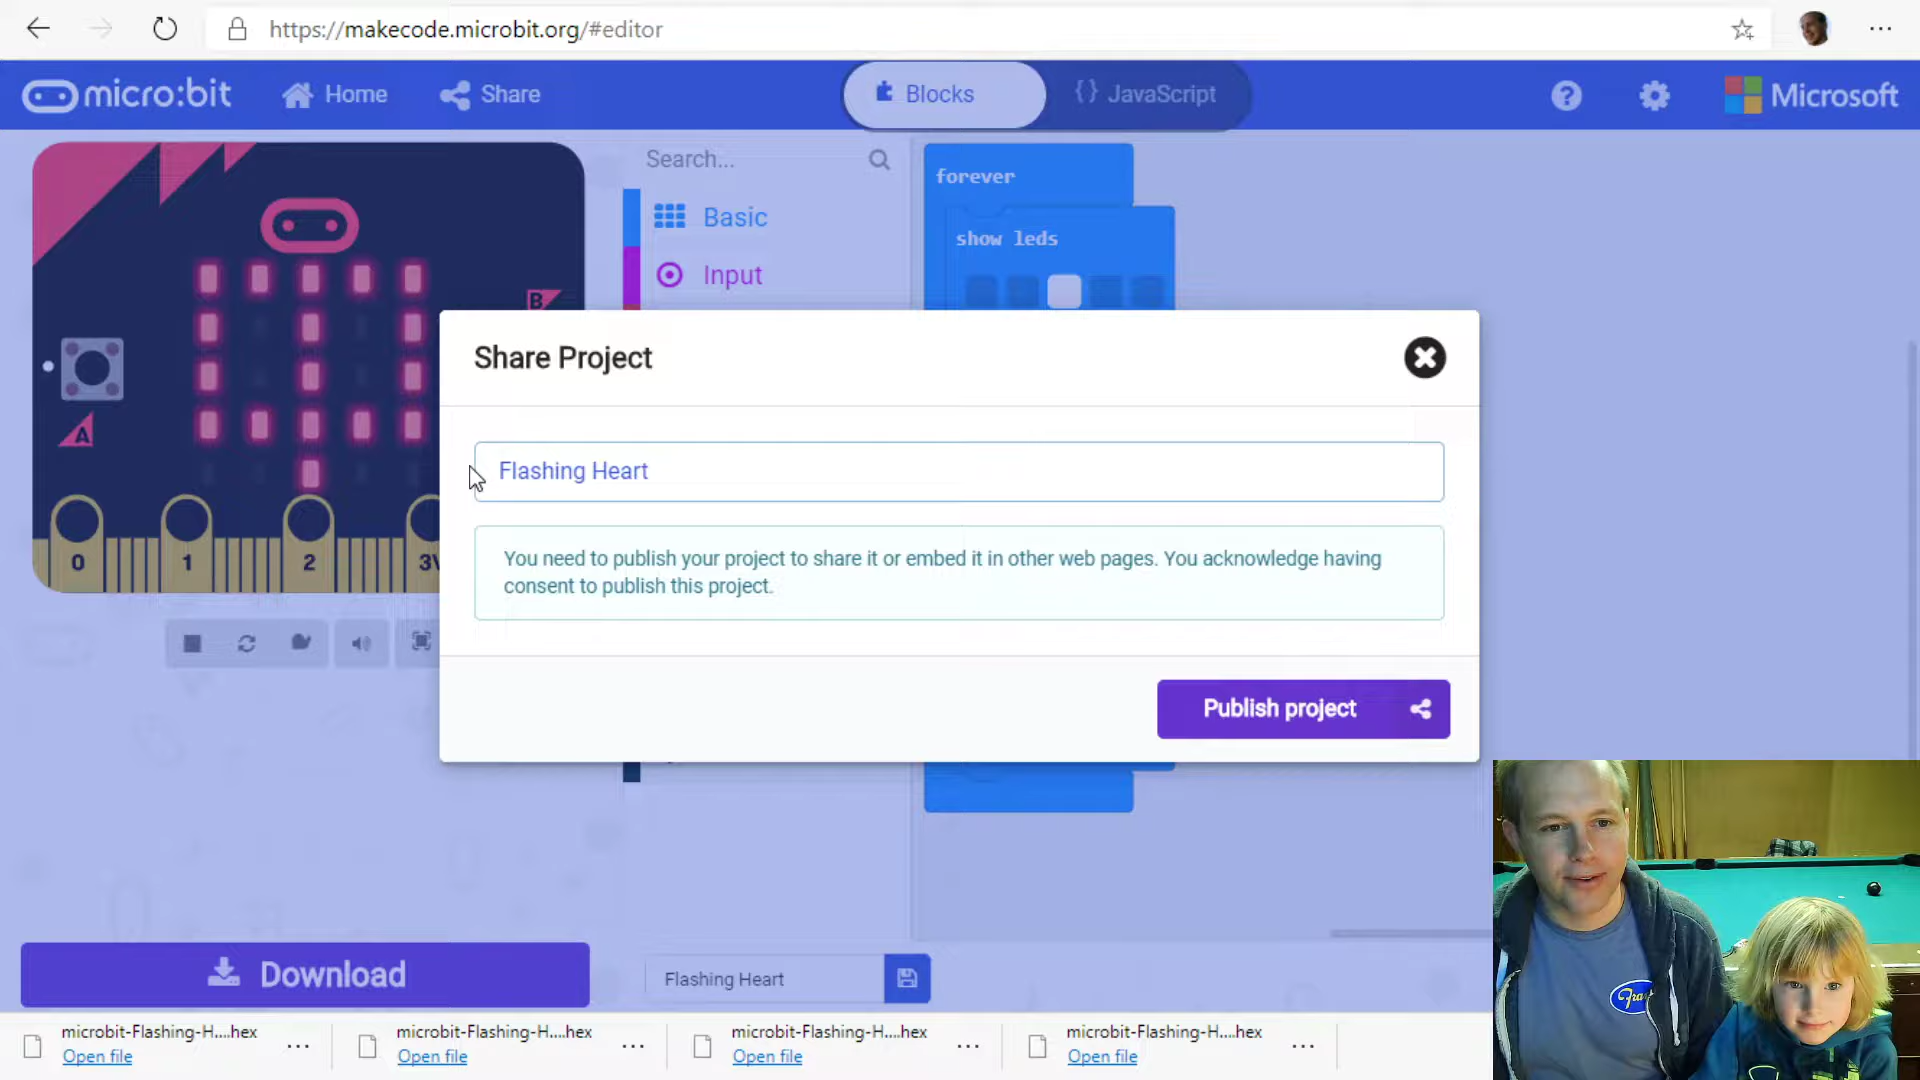 https://makecode.microbit.org/#editor
micro:bit Home Share Blocks {} JavaScript ? Microsoft
Search...
Basic
Input
forever
show leds
B
A
0 1 2 3V
Share Project
Flashing Heart
You need to publish your project to share it or embed it in other web pages. You acknowledge having
consent to publish this project.
Publish project
Download
Flashing Heart
microbit-Flashing-H....hex
Open file
microbit-Flashing-H....hex
Open file
microbit-Flashing-H....hex
Open file
microbit-Flashing-H....hex
Open file